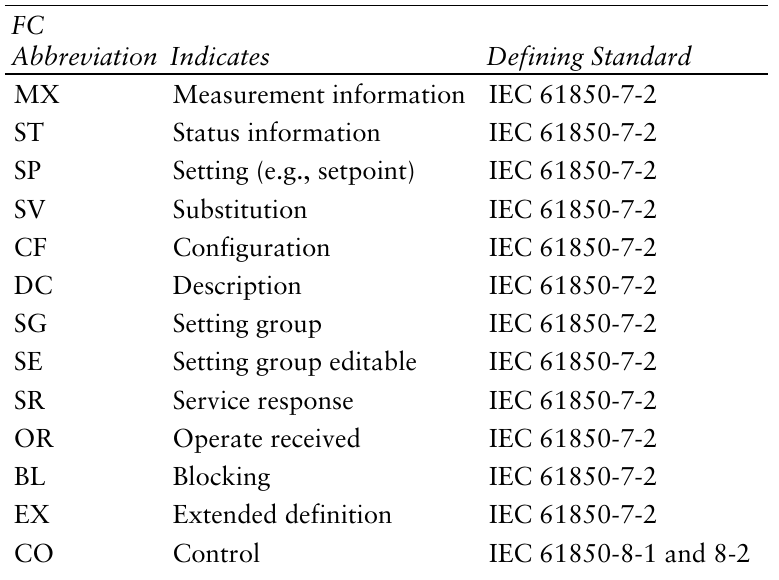 FC
Abbreviation Indicates Defining Standard
MX Measurement information IEC 61850-7-2
ST Status information IEC 61850-7-2
SP Setting (e.g., setpoint) IEC 61850-7-2
SV Substitution IEC 61850-7-2
CF Configuration IEC 61850-7-2
DC Description IEC 61850-7-2
SG Setting group IEC 61850-7-2
SE Setting group editable IEC 61850-7-2
SR Service response IEC 61850-7-2
OR Operate received IEC 61850-7-2
BL Blocking IEC 61850-7-2
EX Extended definition IEC 61850-7-2
CO Control IEC 61850-8-1 and 8-2